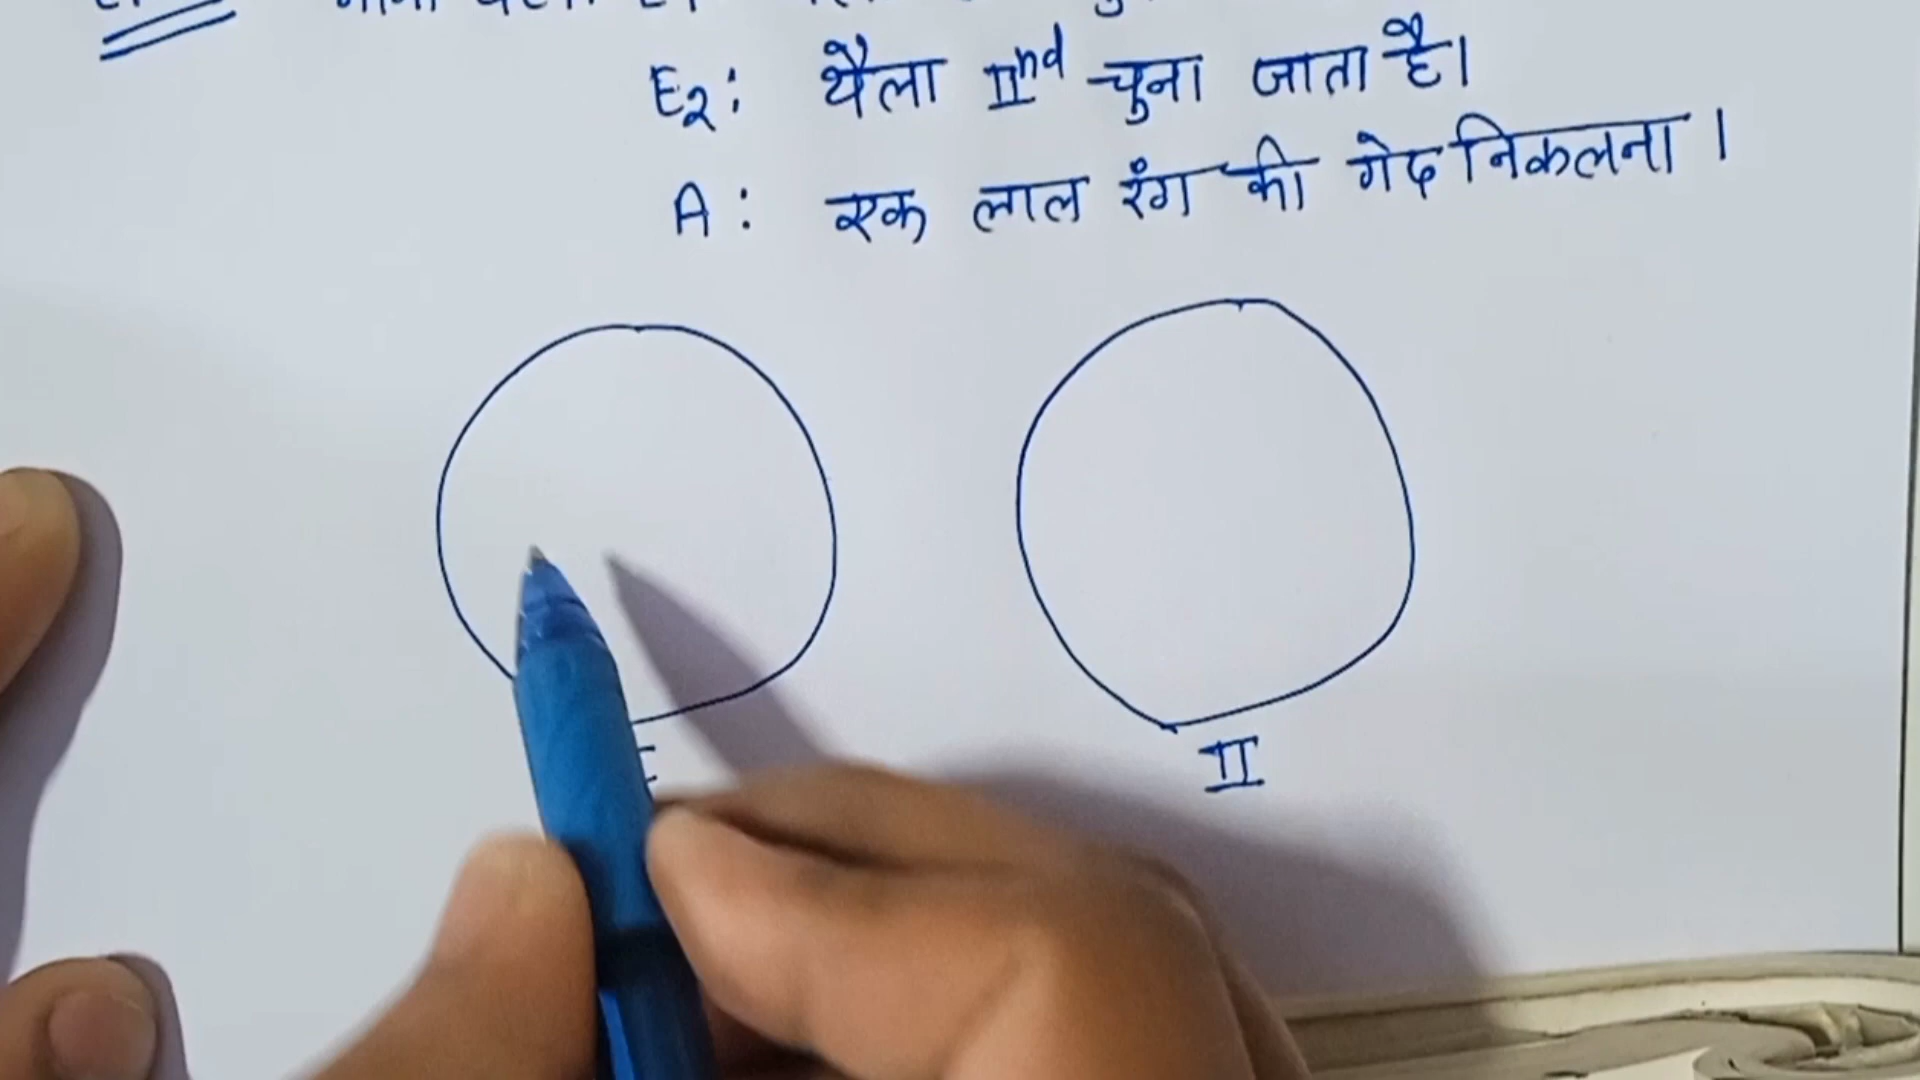 E₂: थैला IInd चुना जाता है।
A: एक लाल रंग की गेद निकलना।
II